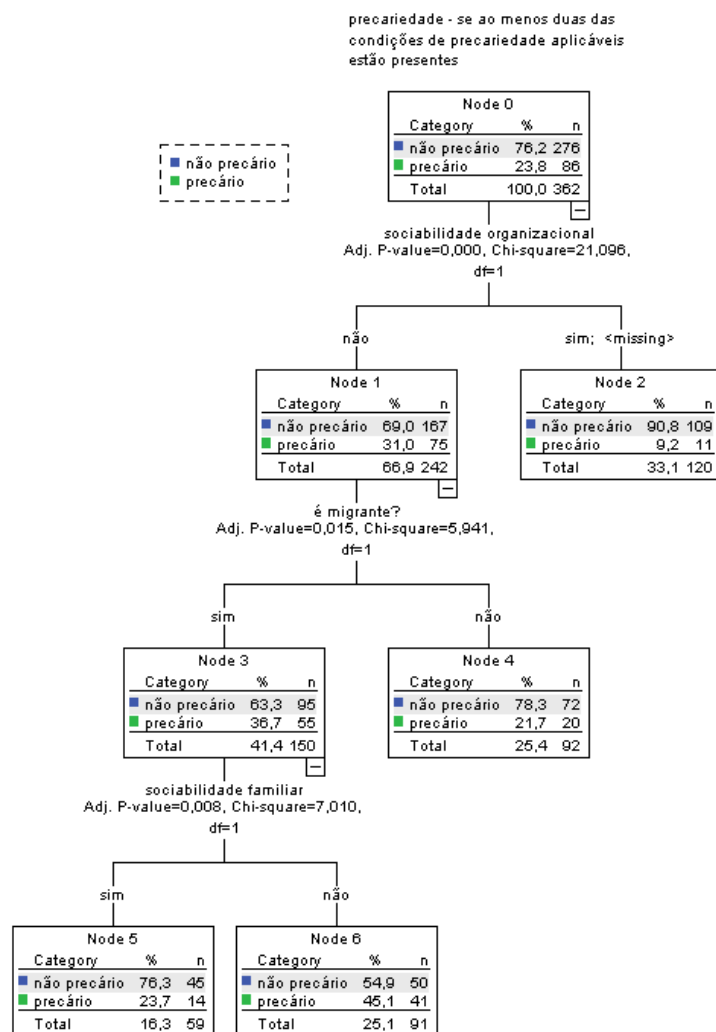 precariedade - se ao menos duas das
condições de precariedade aplicáveis
estão presentes
não precário
precário
Node 0
Category % n
não precário 76,2 276
precário 23,8 86
Total 100,0 362
sociabilidade organizacional
Adj. P-value=0,000, Chi-square=21,096,
df=1
não
sim; <missing>
Node 1
Category % n
não precário 69,0 167
precário 31,0 75
Total 66,9 242
Node 2
Category % n
não precário 90,8 109
precário 9,2 11
Total 33,1 120
é migrante?
Adj. P-value=0,015, Chi-square=5,941,
df=1
sim
não
Node 3
Category % n
não precário 63,3 95
precário 36,7 55
Total 41,4 150
Node 4
Category % n
não precário 78,3 72
precário 21,7 20
Total 25,4 92
sociabilidade familiar
Adj. P-value=0,008, Chi-square=7,010,
df=1
sim
não
Node 5
Category % n
não precário 76,3 45
precário 23,7 14
Total 16,3 59
Node 6
Category % n
não precário 54,9 50
precário 45,1 41
Total 25,1 91